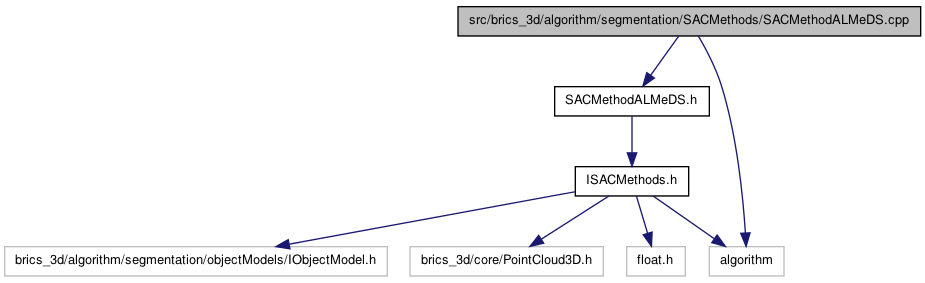 src/brics_3d/algorithm/segmentation/SACMethods/SACMethodALMeDS.cpp
SACMethodALMeDS.h
ISACMethods.h
brics_3d/algorithm/segmentation/objectModels/IObjectModel.h
brics_3d/core/PointCloud3D.h
float.h
algorithm